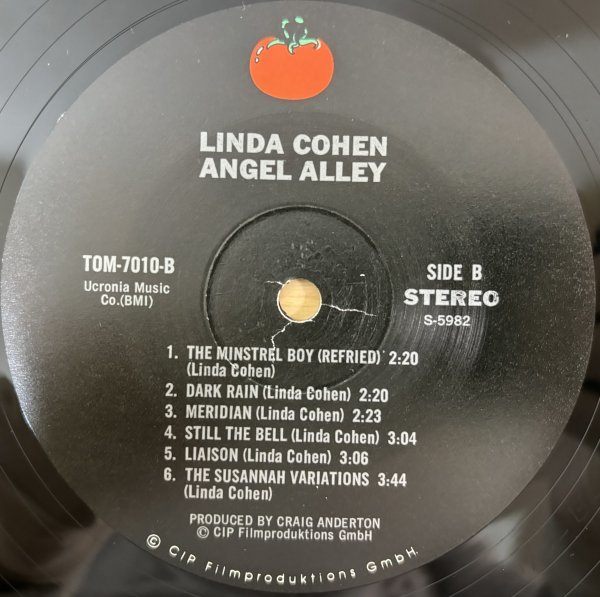 LINDA COHEN
ANGEL ALLEY
TOM-7010-B
Ucronia Music
Co.(BMI)
SIDE B
STEREO
S-5982
1. THE MINSTREL BOY (REFRIED) 2:20
(Linda Cohen)
2. DARK RAIN (Linda Cohen) 2:20
3. MERIDIAN (Linda Cohen) 2:23
4. STILL THE BELL (Linda Cohen) 3:04
5. LIAISON (Linda Cohen) 3:06
6. THE SUSANNAH VARIATIONS 3:44
(Linda Cohen)
PRODUCED BY CRAIG ANDERTON
© CIP Filmproduktions GmbH.
© CIP Filmproduktions GmbH.